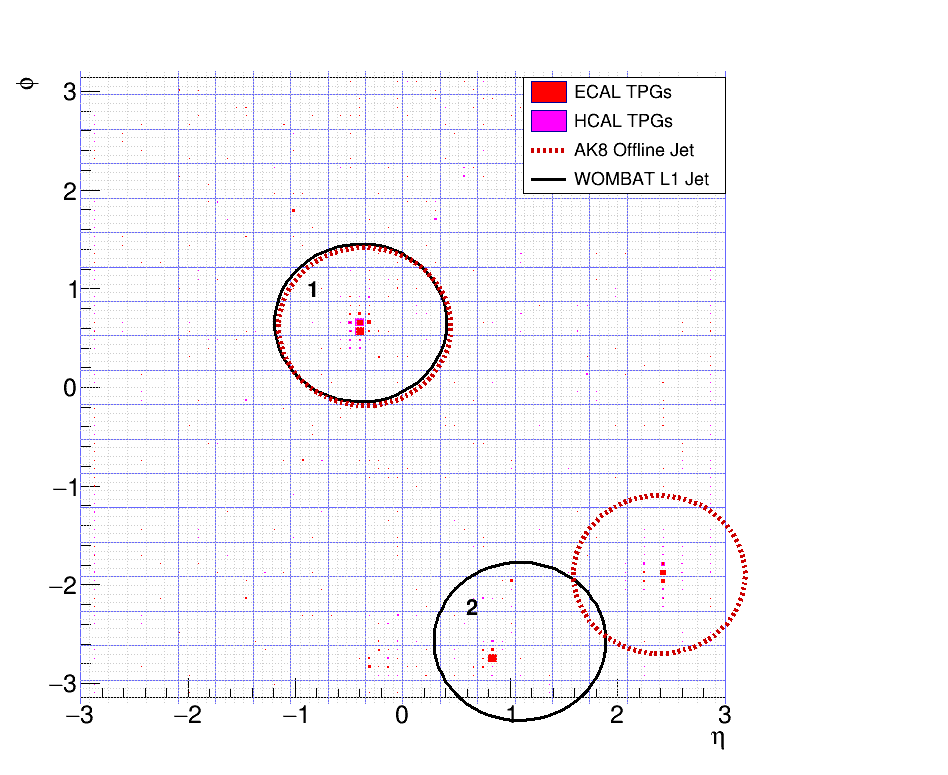 ϕ
3
2
1
0
−1
−2
−3
ECAL TPGs
HCAL TPGs
AK8 Offline Jet
WOMBAT L1 Jet
1
2
−3 −2 −1 0 1 2 3
η